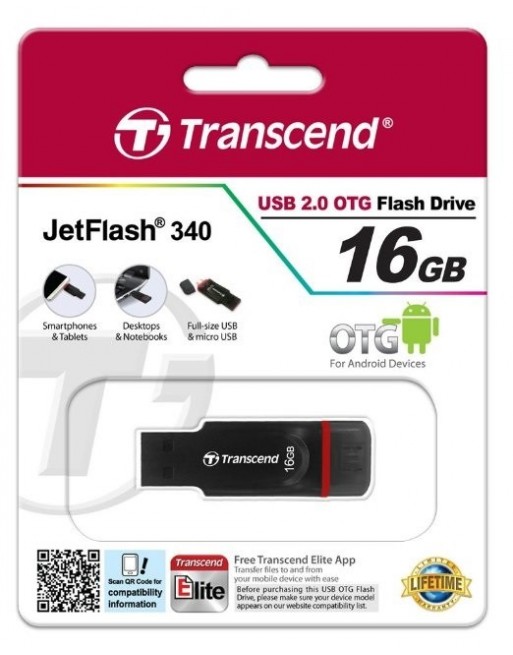 Transcend®
USB 2.0 OTG Flash Drive
JetFlash® 340
16GB
Smartphones
& Tablets
Desktops
& Notebooks
Full-size USB
& micro USB
OTG
For Android Devices
Transcend
16GB
Scan QR Code for
compatibility
information
Transcend
Elite
Free Transcend Elite App
Transfer files to and from
your mobile device with ease
Before purchasing this USB OTG Flash
Drive, please make sure your device model
appears on our website compatibility list.
LIMITED
LIFETIME
WARRANTY